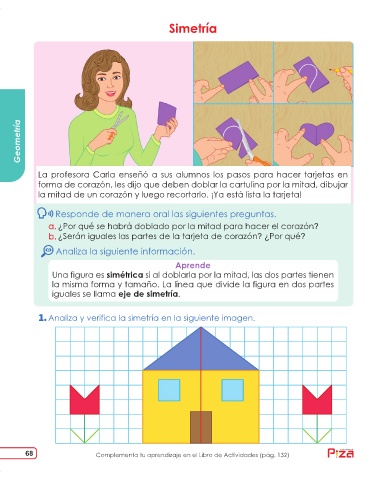 Simetría
Geometría
La profesora Carla enseñó a sus alumnos los pasos para hacer tarjetas en
forma de corazón, les dijo que deben doblar la cartulina por la mitad, dibujar
la mitad de un corazón y luego recortarlo. ¡Ya está lista la tarjeta!
Responde de manera oral las siguientes preguntas.
a. ¿Por qué se habrá doblado por la mitad para hacer el corazón?
b. ¿Serán iguales las partes de la tarjeta de corazón? ¿Por qué?
Analiza la siguiente información.
Aprende
Una figura es simétrica si al doblarla por la mitad, las dos partes tienen
la misma forma y tamaño. La línea que divide la figura en dos partes
iguales se llama eje de simetría.
1. Analiza y verifica la simetría en la siguiente imagen.
68
Complementa tu aprendizaje en el Libro de Actividades (pág. 132)
Piza